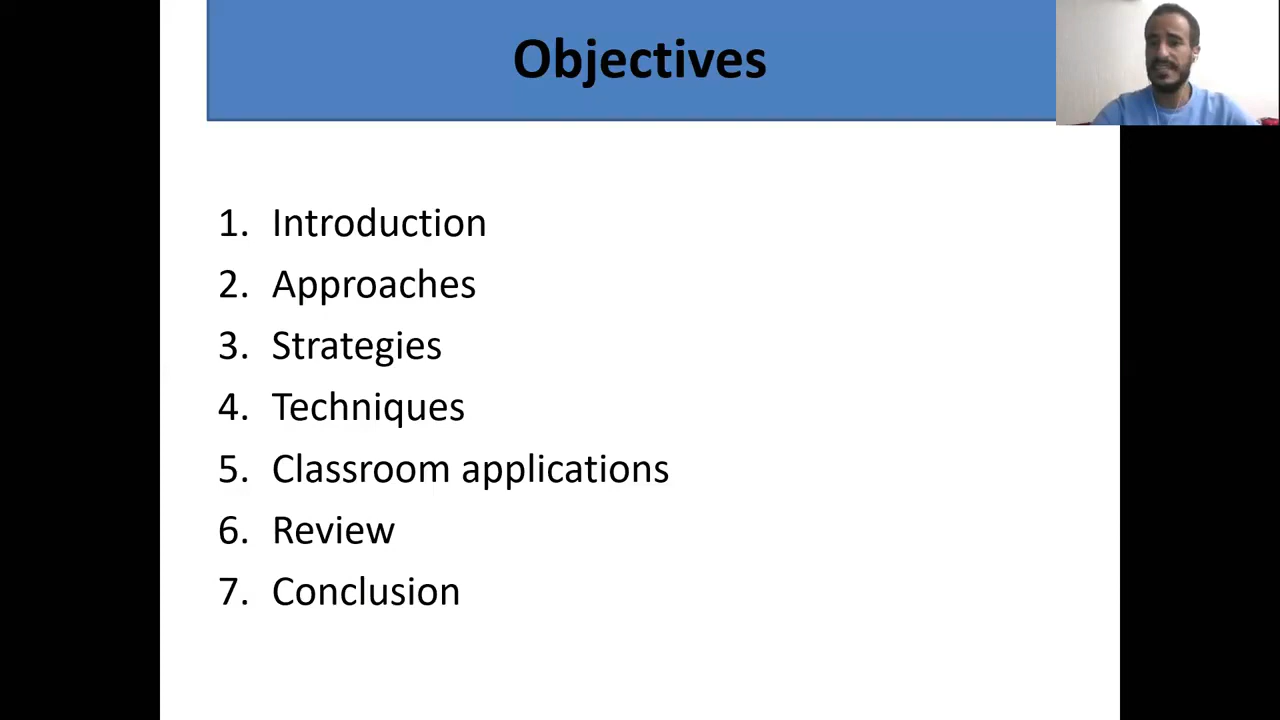 Objectives
1. Introduction
2. Approaches
3. Strategies
4. Techniques
5. Classroom applications
6. Review
7. Conclusion